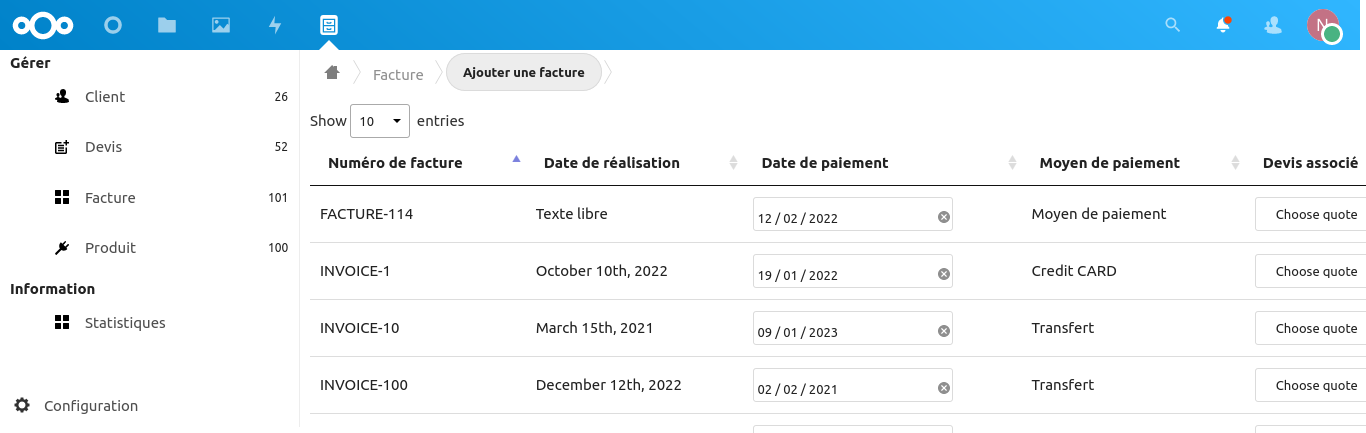 N
Gérer
Client 26
Devis 52
Facture 101
Produit 100
Information
Statistiques
Configuration
Facture Ajouter une facture
Show 10 entries
Numéro de facture Date de réalisation Date de paiement Moyen de paiement Devis associé
FACTURE-114 Texte libre 12 / 02 / 2022 Moyen de paiement Choose quote
INVOICE-1 October 10th, 2022 19 / 01 / 2022 Credit CARD Choose quote
INVOICE-10 March 15th, 2021 09 / 01 / 2023 Transfert Choose quote
INVOICE-100 December 12th, 2022 02 / 02 / 2021 Transfert Choose quote